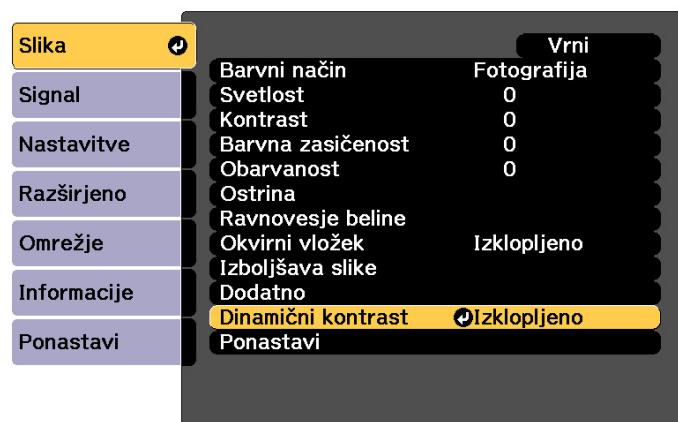 Slika
Signal
Nastavitve
Razširjeno
Omrežje
Informacije
Ponastavi
Vrni
Barvni način Fotografija
Svetlost 0
Kontrast 0
Barvna zasičenost 0
Obarvanost 0
Ostrina
Ravnovesje beline
Okvirni vložek Izklopljeno
Izboljšava slike
Dodatno
Dinamični kontrast Izklopljeno
Ponastavi